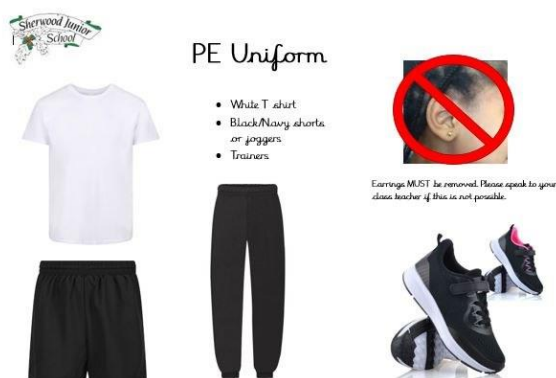 Sherwood Junior
School
PE Uniform
White T shirt
Black/Navy shorts
or joggers
Trainers
Earrings MUST be removed. Please speak to your
class teacher if this is not possible.